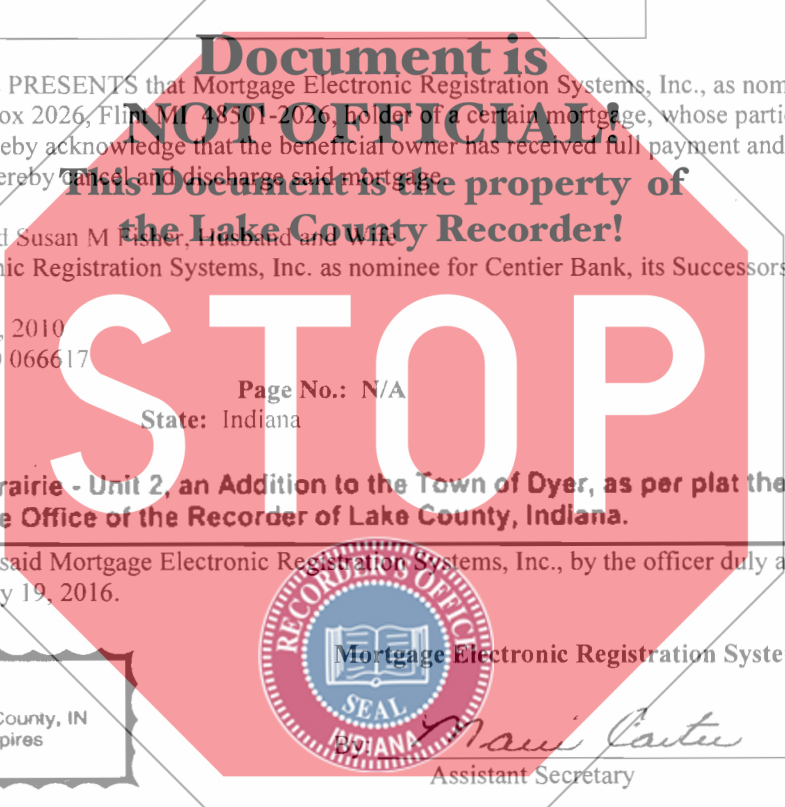 Document is
PRESENTS that Mortgage Electronic Registration Systems, Inc., as nom
ox 2026, Flint MI 48501-2026, holder of a certain mortgage, whose parti
NOT OFFICIAL!
eby acknowledge that the beneficial owner has received full payment and
ereby cancel and discharge said mortgage.
This Document is the property of
the Lake County Recorder!
d Susan M Fisher, Husband and Wife
nic Registration Systems, Inc. as nominee for Centier Bank, its Successors
, 2010
066617
STOP
Page No.: N/A
State: Indiana
rairie - Unit 2, an Addition to the Town of Dyer, as per plat the
e Office of the Recorder of Lake County, Indiana.
said Mortgage Electronic Registration Systems, Inc., by the officer duly a
y 19, 2016.
RECORDER'S OFFICE
SEAL
INDIANA
Mortgage Electronic Registration Syste
County, IN
pires
By:
Assistant Secretary